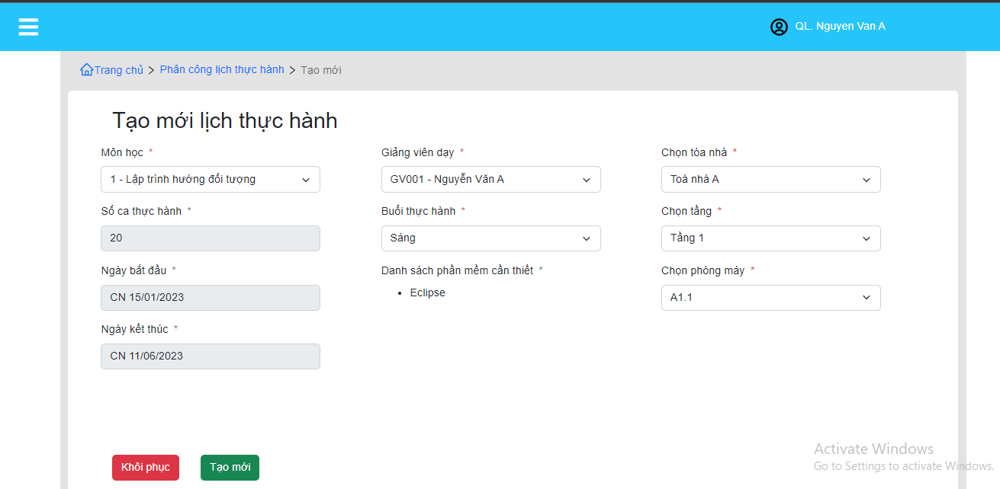 QL. Nguyen Van A
Trang chủ > Phân công lịch thực hành > Tạo mới
Tạo mới lịch thực hành
Môn học *
1 - Lập trình hướng đối tượng
Số ca thực hành *
20
Ngày bắt đầu *
CN 15/01/2023
Ngày kết thúc *
CN 11/06/2023
Giảng viên dạy *
GV001 - Nguyễn Văn A
Buổi thực hành *
Sáng
Danh sách phần mềm cần thiết *
• Eclipse
Chọn tòa nhà *
Toà nhà A
Chọn tầng *
Tầng 1
Chọn phòng máy *
A1.1
Khôi phục
Tạo mới
Activate Windows
Go to Settings to activate Windows.